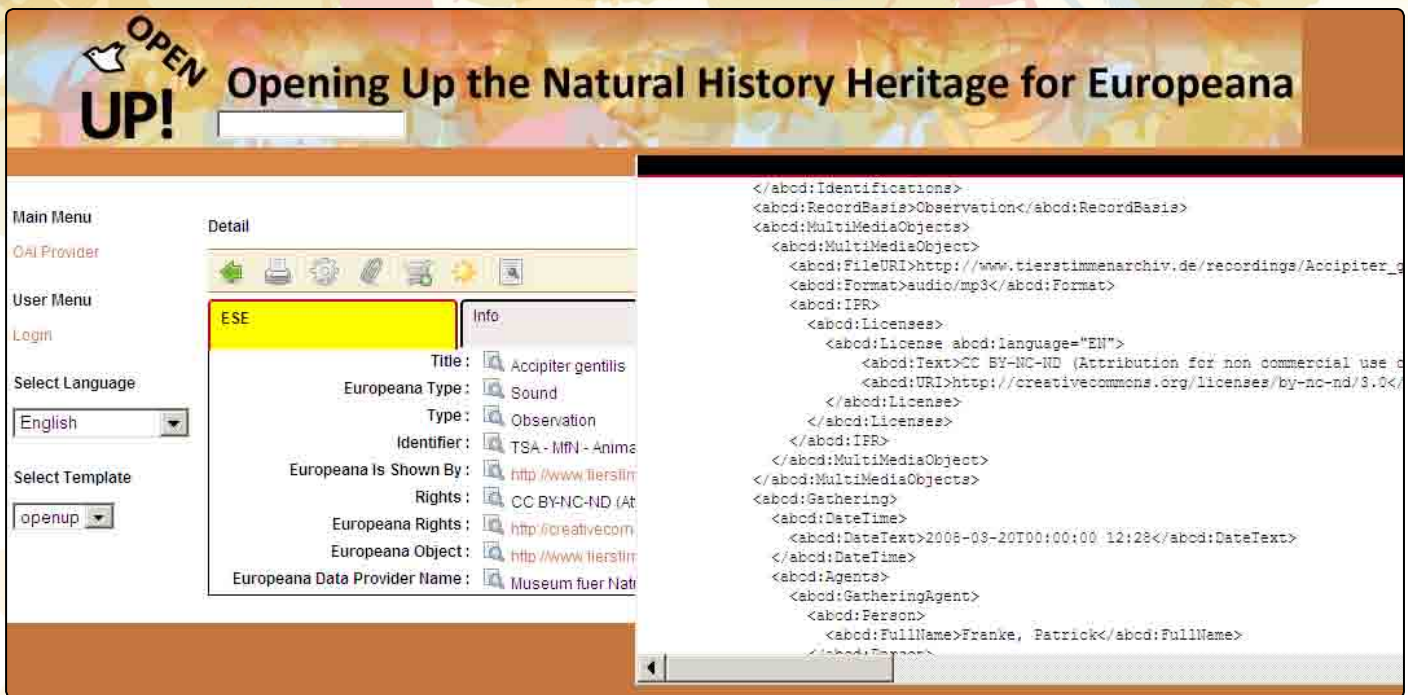 OPEN
UP!
Opening Up the Natural History Heritage for Europeana
Main Menu
OAI Provider
User Menu
Login
Select Language
English
Select Template
openup
Detail
ESE
Info
Title : Accipiter gentilis
Europeana Type : Sound
Type : Observation
Identifier : TSA - MfN - Anima
Europeana Is Shown By : http://www.tierstim
Rights : CC BY-NC-ND (At
Europeana Rights : http://creativecom
Europeana Object : http://www.tierstim
Europeana Data Provider Name : Museum fuer Natu
</abcd:Identifications>
<abcd:RecordBasis>Observation</abcd:RecordBasis>
<abcd:MultiMediaObjects>
<abcd:MultiMediaObject>
<abcd:FileURI>http://www.tierstimmenarchiv.de/recordings/Accipiter_g
<abcd:Format>audio/mp3</abcd:Format>
<abcd:IPR>
<abcd:Licenses>
<abcd:License abcd:language="EN">
<abcd:Text>CC BY-NC-ND (Attribution for non commercial use o
<abcd:URI>http://creativecommons.org/licenses/by-nc-nd/3.0</
</abcd:License>
</abcd:Licenses>
</abcd:IPR>
</abcd:MultiMediaObject>
</abcd:MultiMediaObjects>
<abcd:Gathering>
<abcd:DateTime>
<abcd:DateText>2008-03-20T00:00:00 12:28</abcd:DateText>
</abcd:DateTime>
<abcd:Agents>
<abcd:GatheringAgent>
<abcd:Person>
<abcd:FullName>Franke, Patrick</abcd:FullName>
</abcd:Person>